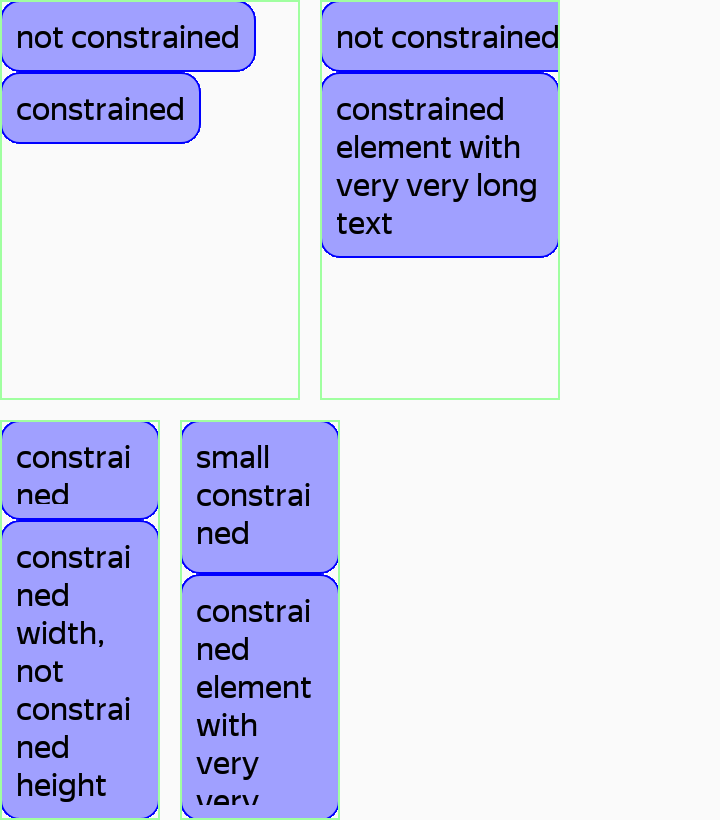 not constrained
constrained
not constrained
constrained
element with
very very long
text
constrai
ned
constrai
ned
width,
not
constrai
ned
height
small
constrai
ned
constrai
ned
element
with
very
very